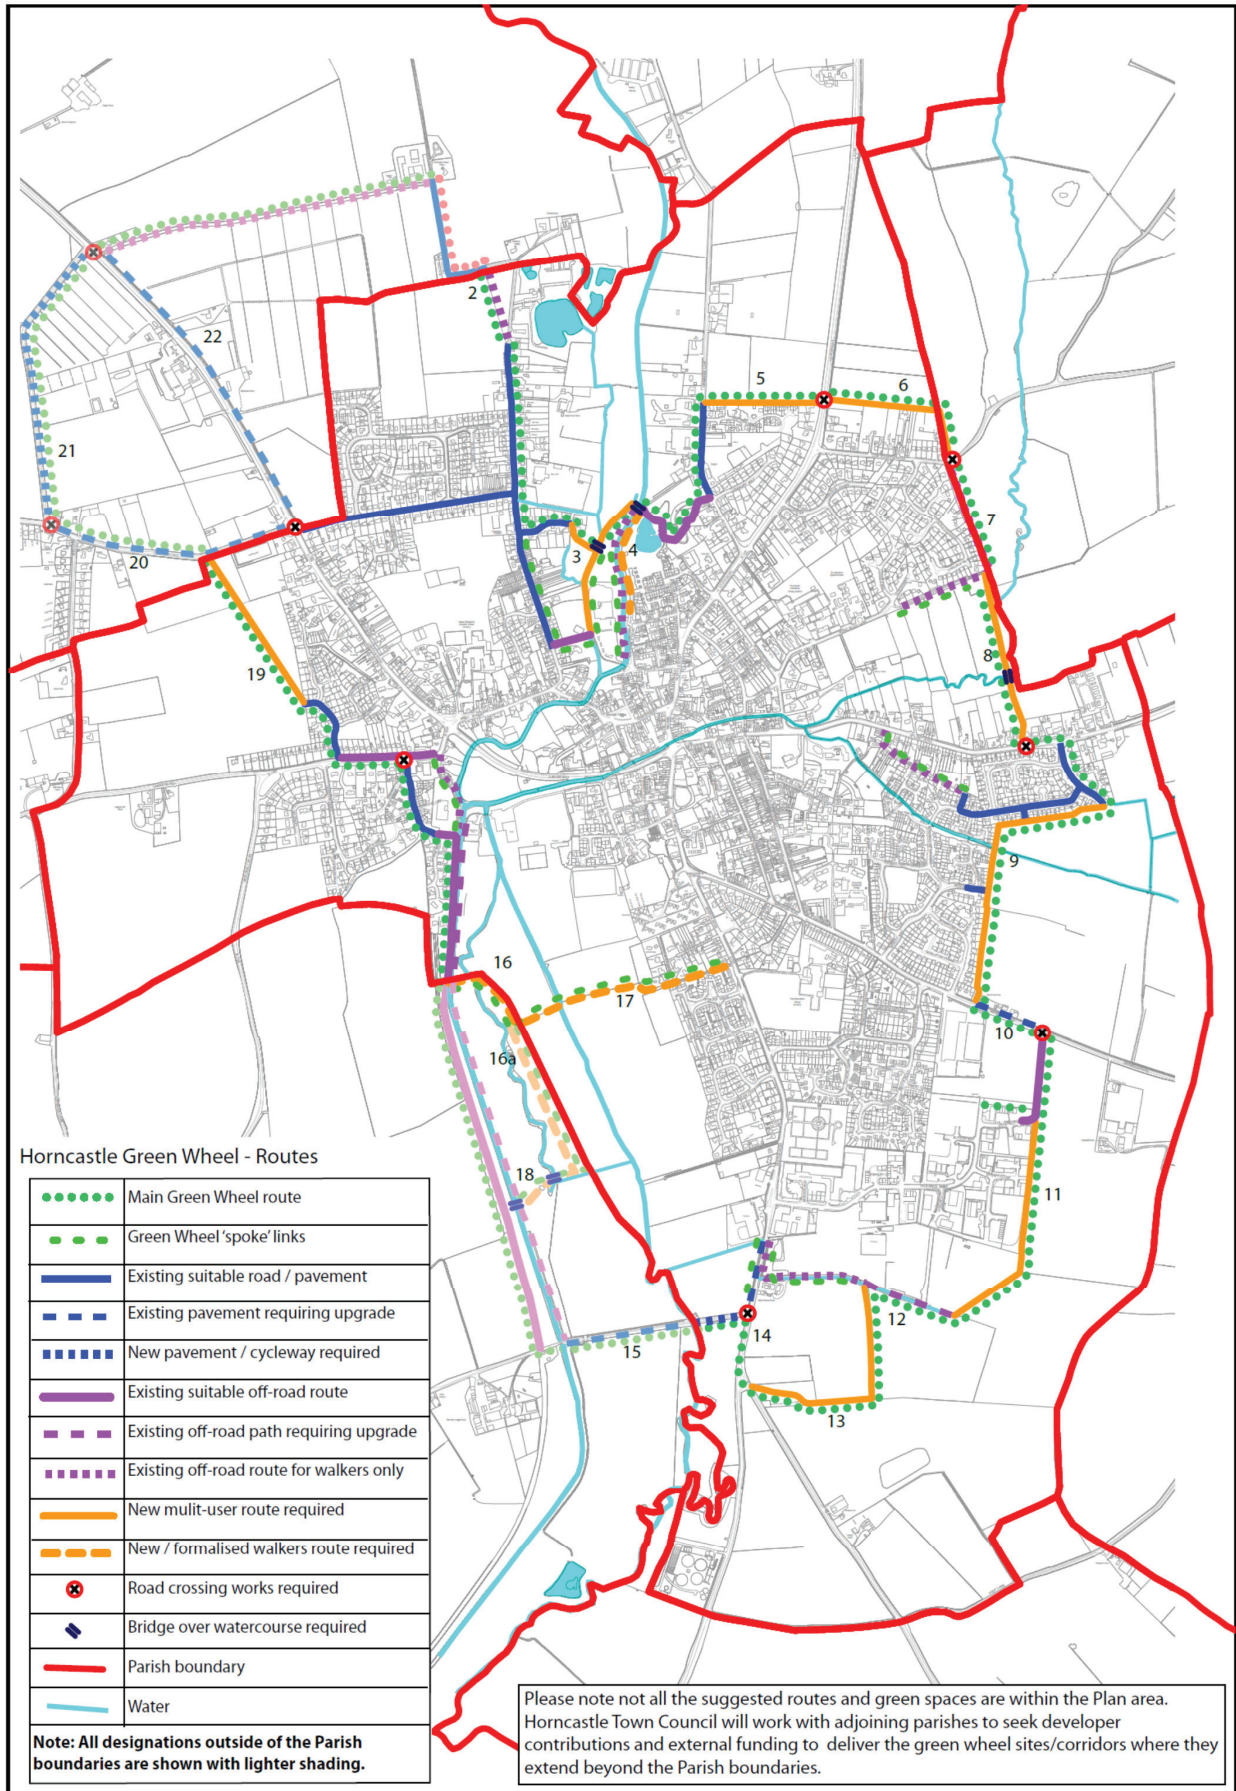 2
22
5
6
21
3
4
7
20
8
19
9
16
17
10
16a
11
18
12
14
15
13
Horncastle Green Wheel - Routes
Main Green Wheel route
Green Wheel 'spoke' links
Existing suitable road / pavement
Existing pavement requiring upgrade
New pavement / cycleway required
Existing suitable off-road route
Existing off-road path requiring upgrade
Existing off-road route for walkers only
New mulit-user route required
New / formalised walkers route required
Road crossing works required
Bridge over watercourse required
Parish boundary
Water
Note: All designations outside of the Parish
boundaries are shown with lighter shading.
Please note not all the suggested routes and green spaces are within the Plan area.
Horncastle Town Council will work with adjoining parishes to seek developer
contributions and external funding to deliver the green wheel sites/corridors where they
extend beyond the Parish boundaries.